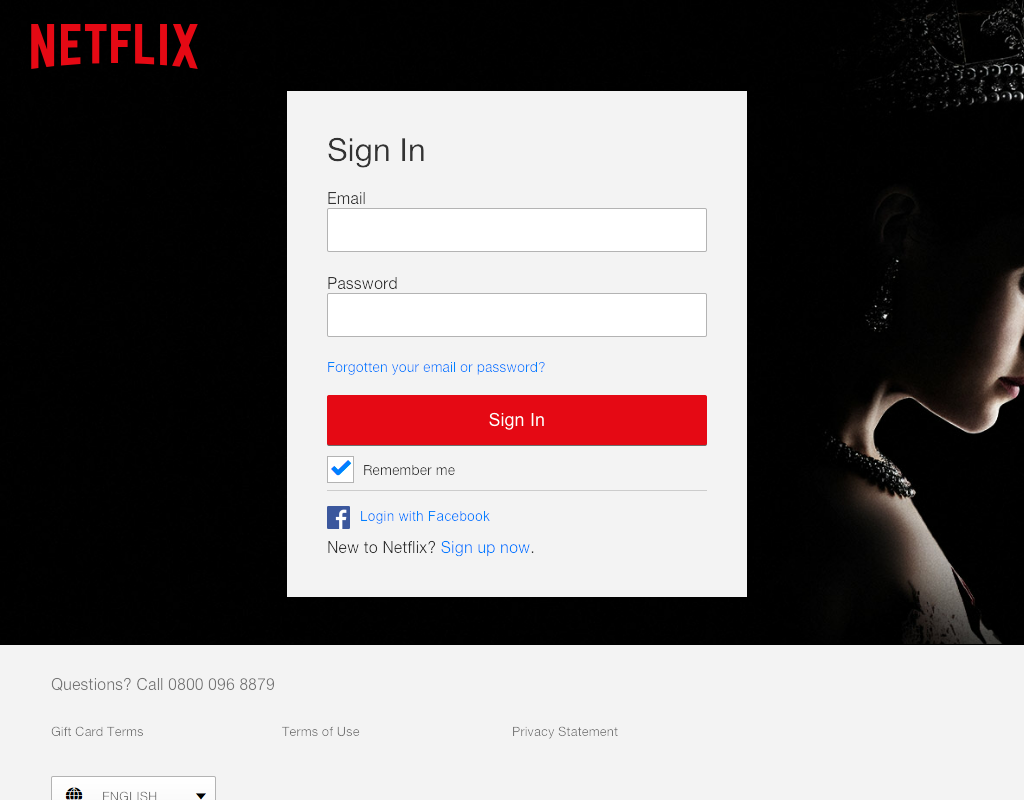 NETFLIX
Sign In
Email
Password
Forgotten your email or password?
Sign In
Remember me
Login with Facebook
New to Netflix? Sign up now.
Questions? Call 0800 096 8879
Gift Card Terms Terms of Use Privacy Statement
ENGLISH